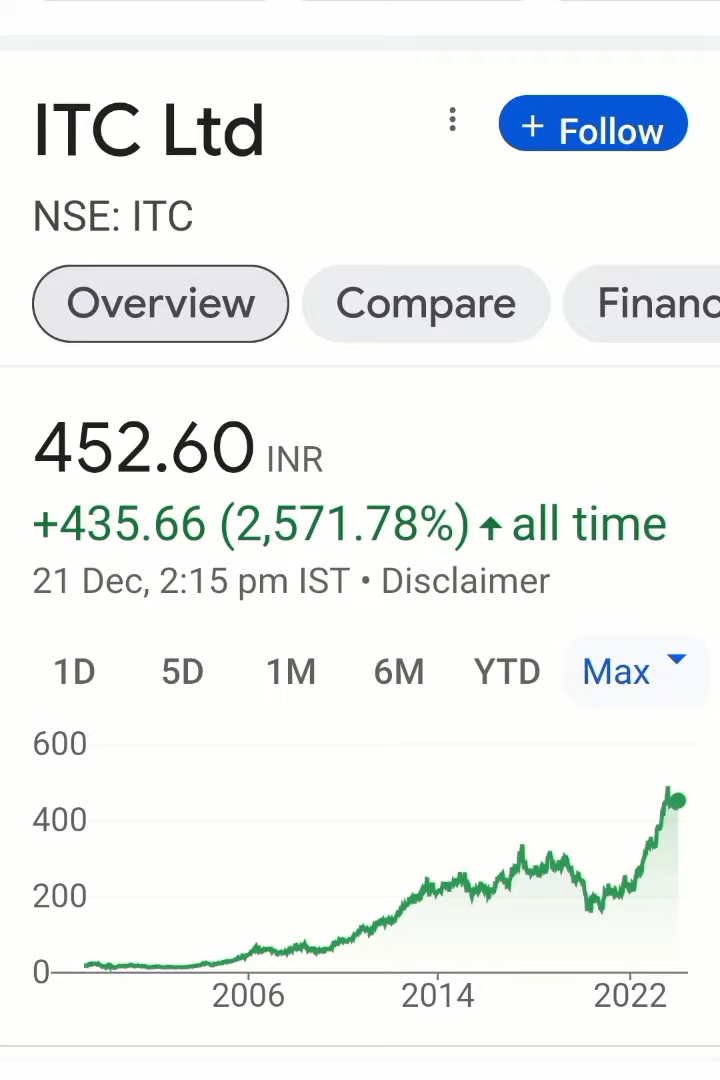 ITC Ltd
+ Follow
NSE: ITC
Overview Compare Financ
452.60 INR
+435.66 (2,571.78%) ↑ all time
21 Dec, 2:15 pm IST • Disclaimer
1D 5D 1M 6M YTD Max
600
400
200
0
2006 2014 2022